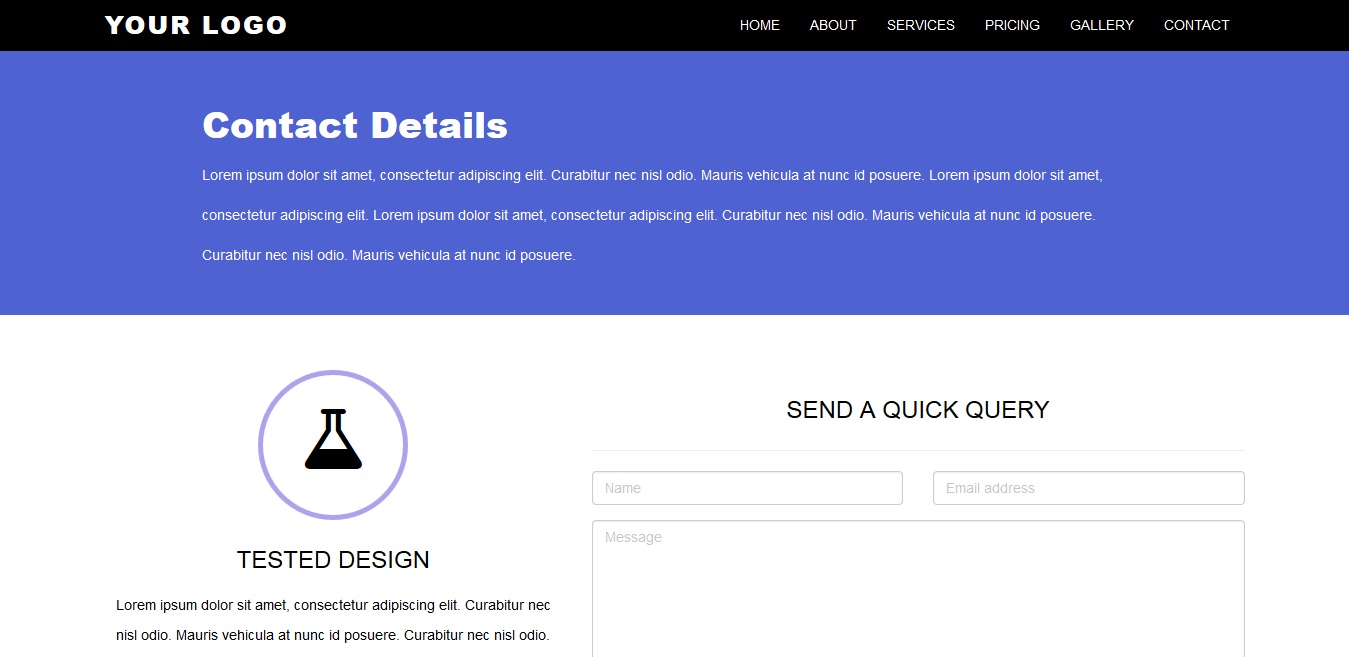 YOUR LOGO
HOME ABOUT SERVICES PRICING GALLERY CONTACT
Contact Details
Lorem ipsum dolor sit amet, consectetur adipiscing elit. Curabitur nec nisl odio. Mauris vehicula at nunc id posuere. Lorem ipsum dolor sit amet,
consectetur adipiscing elit. Lorem ipsum dolor sit amet, consectetur adipiscing elit. Curabitur nec nisl odio. Mauris vehicula at nunc id posuere.
Curabitur nec nisl odio. Mauris vehicula at nunc id posuere.
TESTED DESIGN
Lorem ipsum dolor sit amet, consectetur adipiscing elit. Curabitur nec
nisl odio. Mauris vehicula at nunc id posuere. Curabitur nec nisl odio.
SEND A QUICK QUERY
Name
Email address
Message